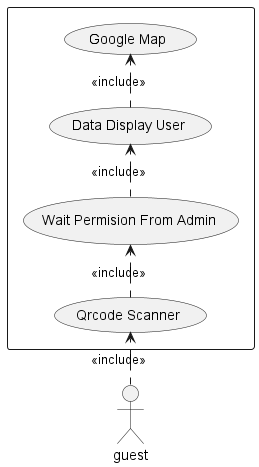 Google Map
«include»
Data Display User
«include»
Wait Permision From Admin
«include»
Qrcode Scanner
«include»
guest